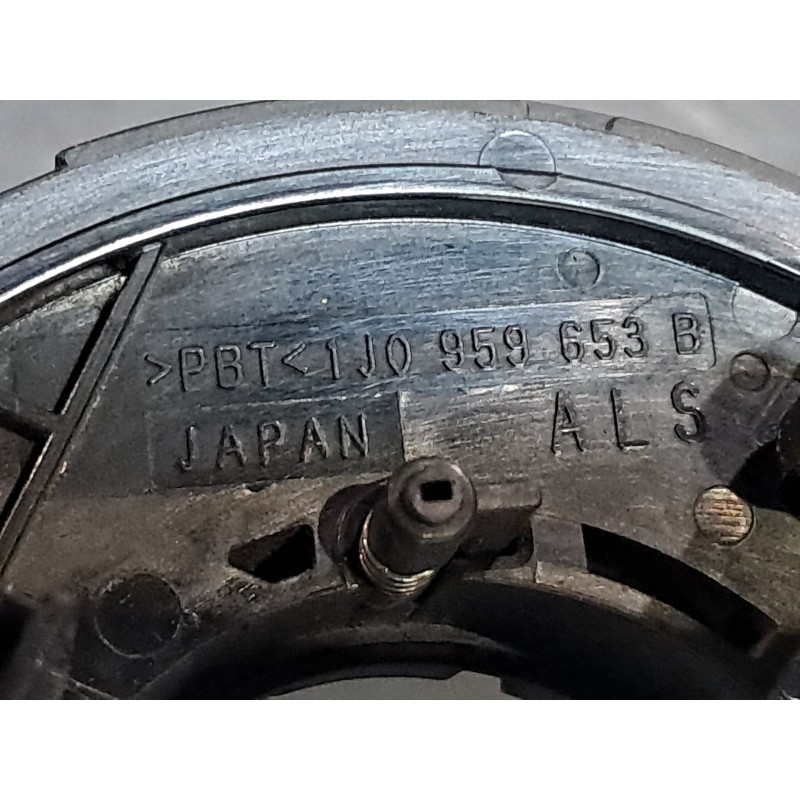 >PBT< 1J0 959 653 B
JAPAN ALS